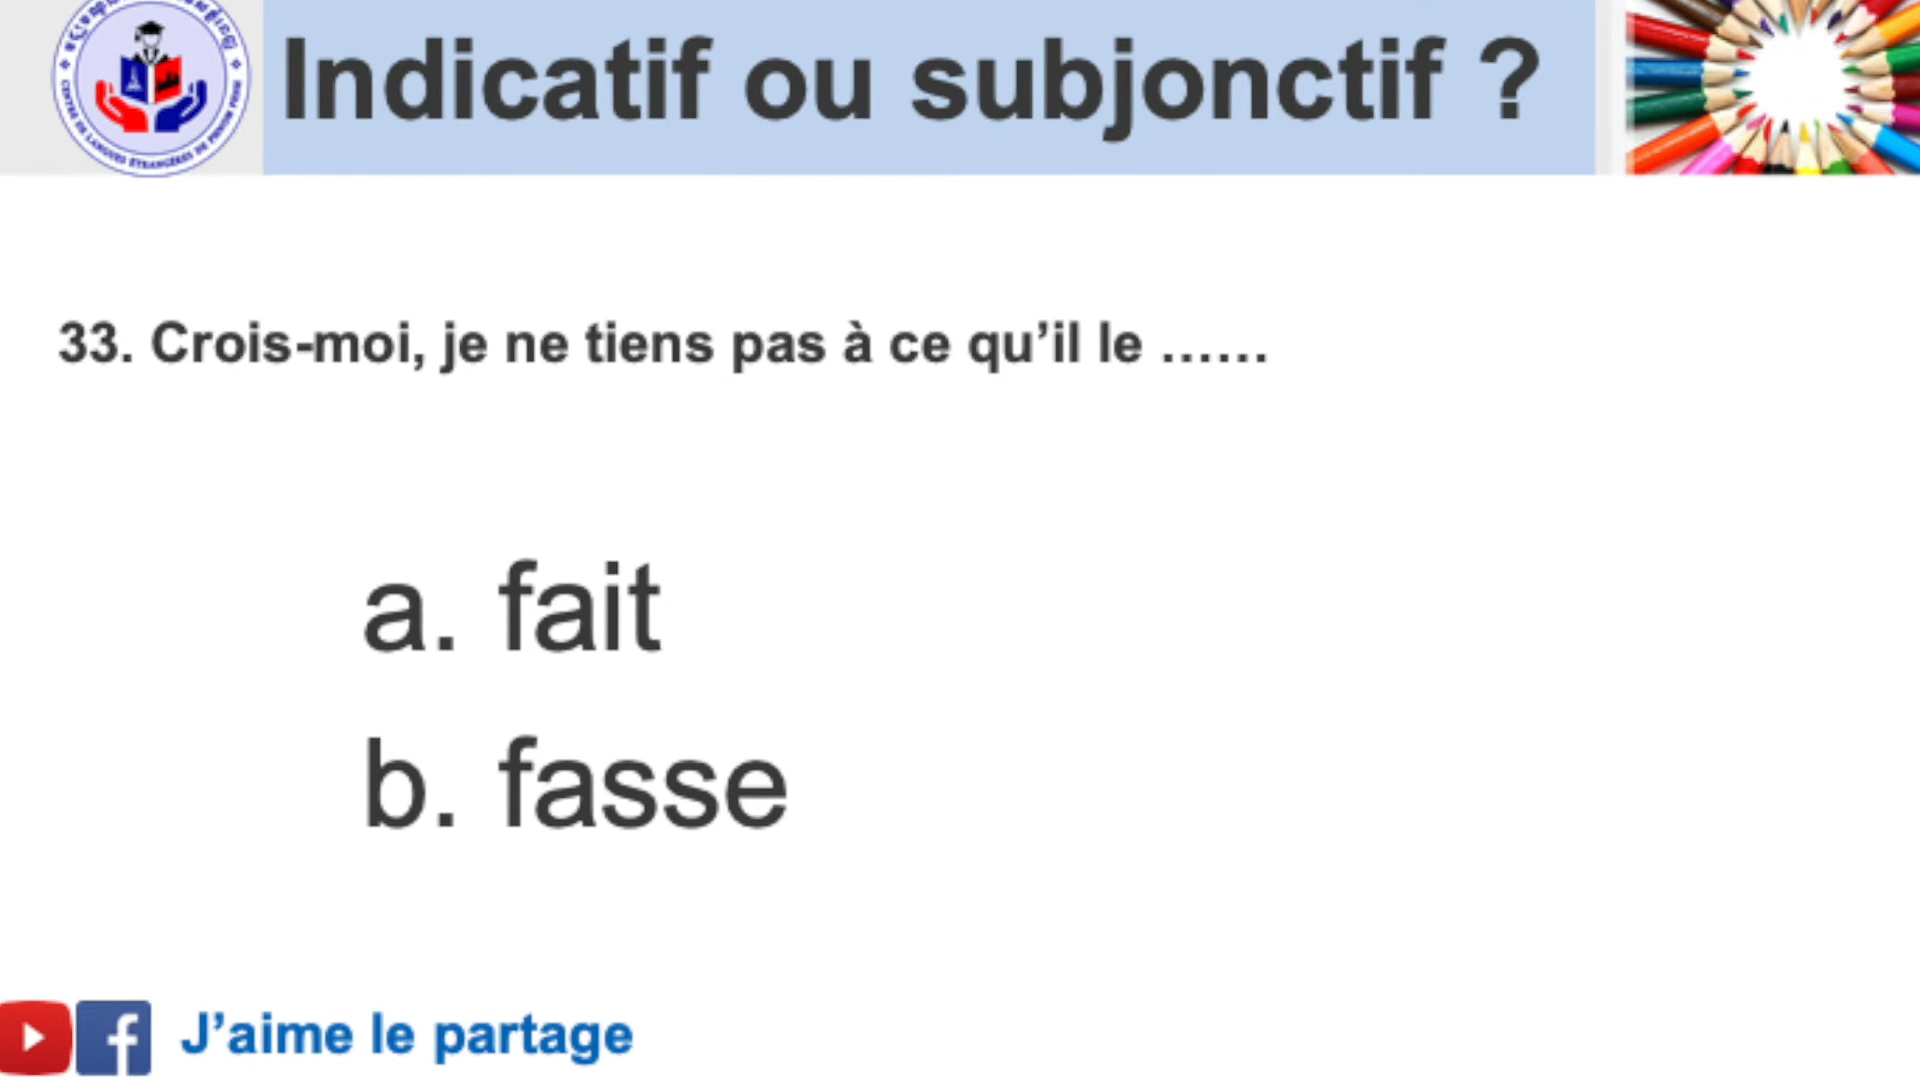 Indicatif ou subjonctif ?
33. Crois-moi, je ne tiens pas à ce qu’il le ......
a. fait
b. fasse
J’aime le partage